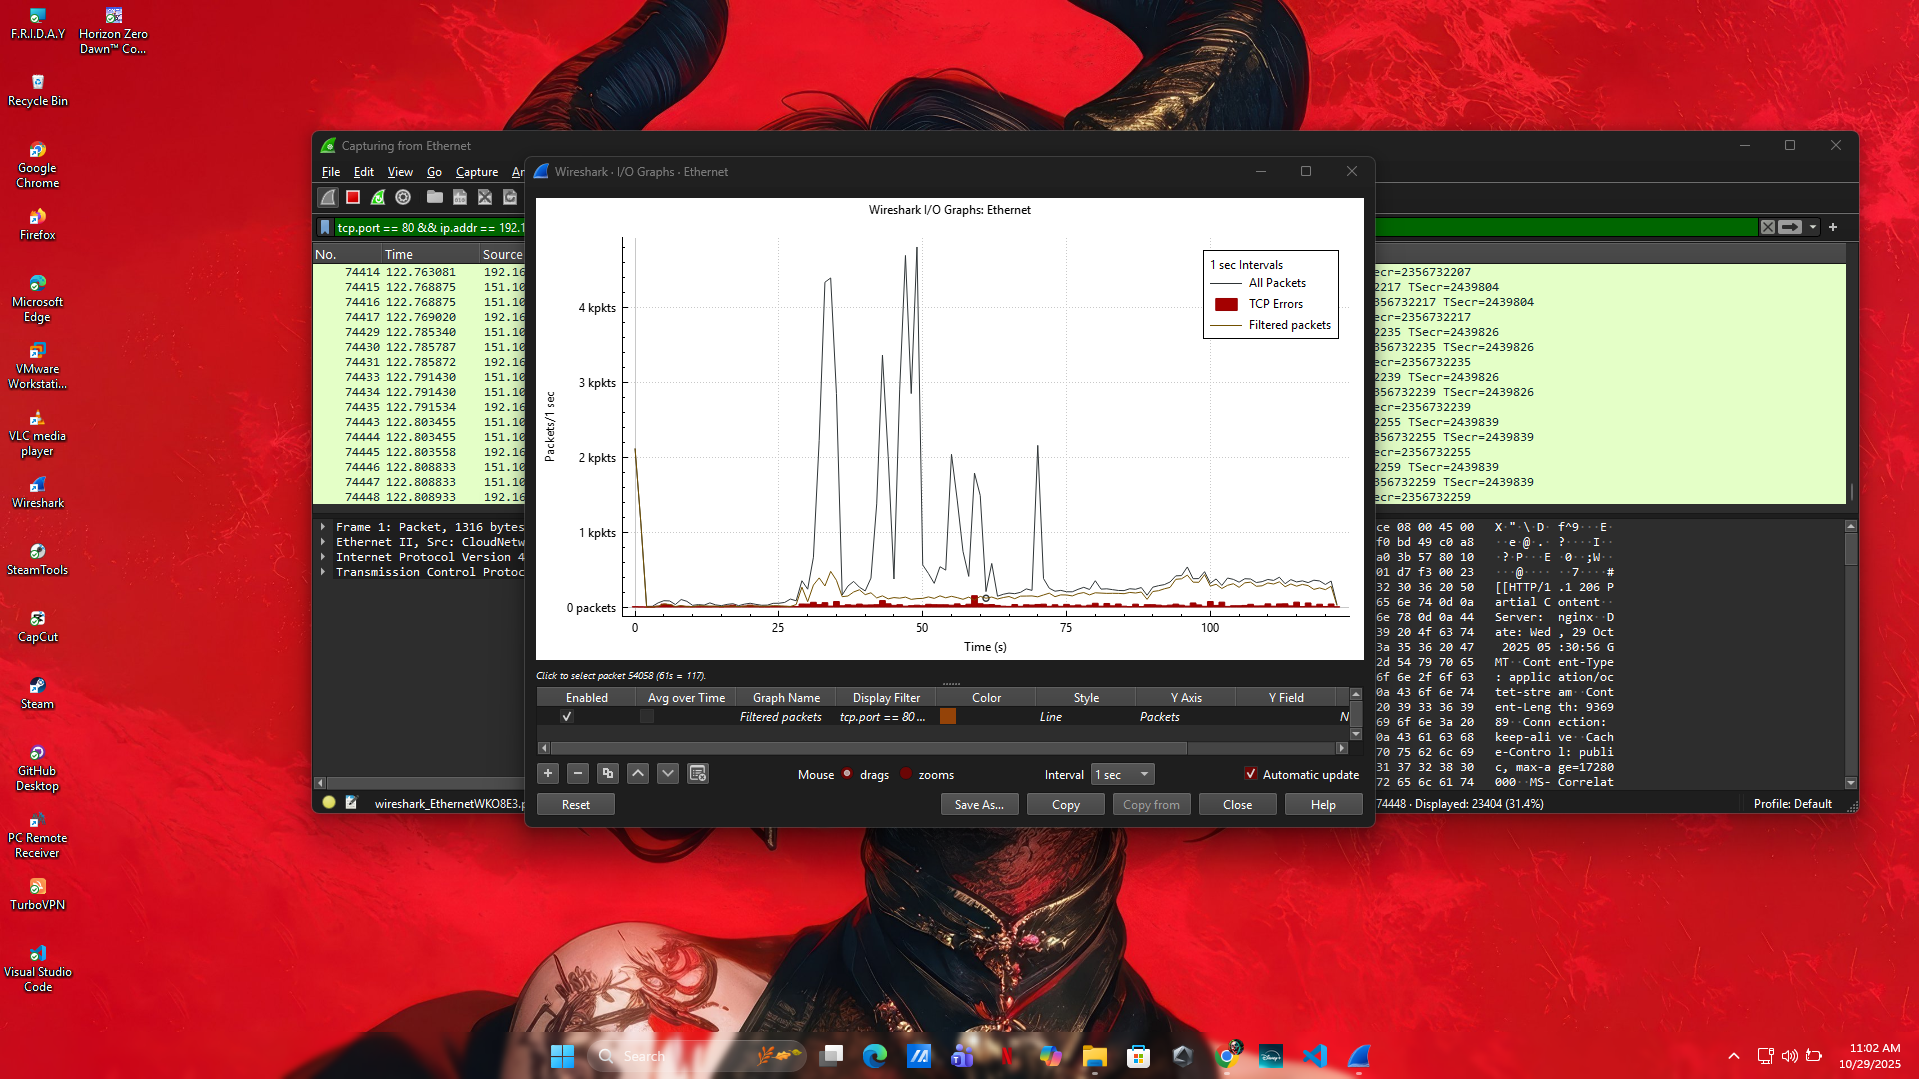 F.R.I.D.A.Y
Horizon Zero
Dawn™ Co...
Recycle Bin
Google
Chrome
Firefox
Microsoft
Edge
VMware
Workstati...
VLC media
player
Wireshark
SteamTools
CapCut
Steam
GitHub
Desktop
PC Remote
Receiver
TurboVPN
Visual Studio
Code
Capturing from Ethernet
File Edit View Go Capture
tcp.port == 80 && ip.addr == 192.1
No. Time Source
74414 122.763081 192.16
74415 122.768875 151.10
74416 122.768875 151.10
74417 122.769020 192.16
74429 122.785340 151.10
74430 122.785787 151.10
74431 122.785872 192.16
74433 122.791430 151.10
74434 122.791430 151.10
74435 122.791534 192.16
74443 122.803455 151.10
74444 122.803455 151.10
74445 122.803558 192.16
74446 122.808833 151.10
74447 122.808833 151.10
74448 122.808933 192.16
Frame 1: Packet, 1316 bytes
Ethernet II, Src: CloudNetw
Internet Protocol Version 4
Transmission Control Protoc
wireshark_EthernetWKO8E3.p
Wireshark · I/O Graphs · Ethernet
Wireshark I/O Graphs: Ethernet
Packets/1 sec
4 kpkts
3 kpkts
2 kpkts
1 kpkts
0 packets
0 25 50 75 100
Time (s)
1 sec Intervals
All Packets
TCP Errors
Filtered packets
Click to select packet 54058 (61s = 117).
Enabled Avg over Time Graph Name Display Filter Color Style Y Axis Y Field
Filtered packets tcp.port == 80 ... Line Packets N
Mouse drags zooms Interval 1 sec Automatic update
Reset Save As... Copy Copy from Close Help
ecr=2356732207
2217 TSecr=2439804
356732217 TSecr=2439804
ecr=2356732217
2235 TSecr=2439826
356732235 TSecr=2439826
ecr=2356732235
2239 TSecr=2439826
356732239 TSecr=2439826
ecr=2356732239
2255 TSecr=2439839
356732255 TSecr=2439839
ecr=2356732255
2259 TSecr=2439839
356732259 TSecr=2439839
ecr=2356732259
ce 08 00 45 00 X·"·\·D· f^9···E·
f0 bd 49 c0 a8 ··e·@·.· ?····I··
a0 3b 57 80 10 ·?·P···E ·0··;W··
01 d7 f3 00 23 ···@···· ·7····#
32 30 36 20 50 [[HTTP/1 .1 206 P
65 6e 74 0d 0a artial C ontent··
6e 78 0d 0a 44 Server: nginx··D
39 20 4f 63 74 ate: Wed , 29 Oct
3a 35 36 20 47 2025 05 :30:56 G
2d 54 79 70 65 MT··Cont ent-Type
6f 6e 2f 6f 63 : applic ation/oc
0a 43 6f 6e 74 tet-stre am··Cont
20 39 33 36 39 ent-Leng th: 9369
69 6f 6e 3a 20 89··Conn ection:
0a 43 61 63 68 keep-ali ve··Cach
70 75 62 6c 69 e-Contro l: publi
31 37 32 38 30 c, max-a ge=17280
72 65 6c 61 74 000··MS- Correlat
74448 · Displayed: 23404 (31.4%) Profile: Default
Search
11:02 AM
10/29/2025